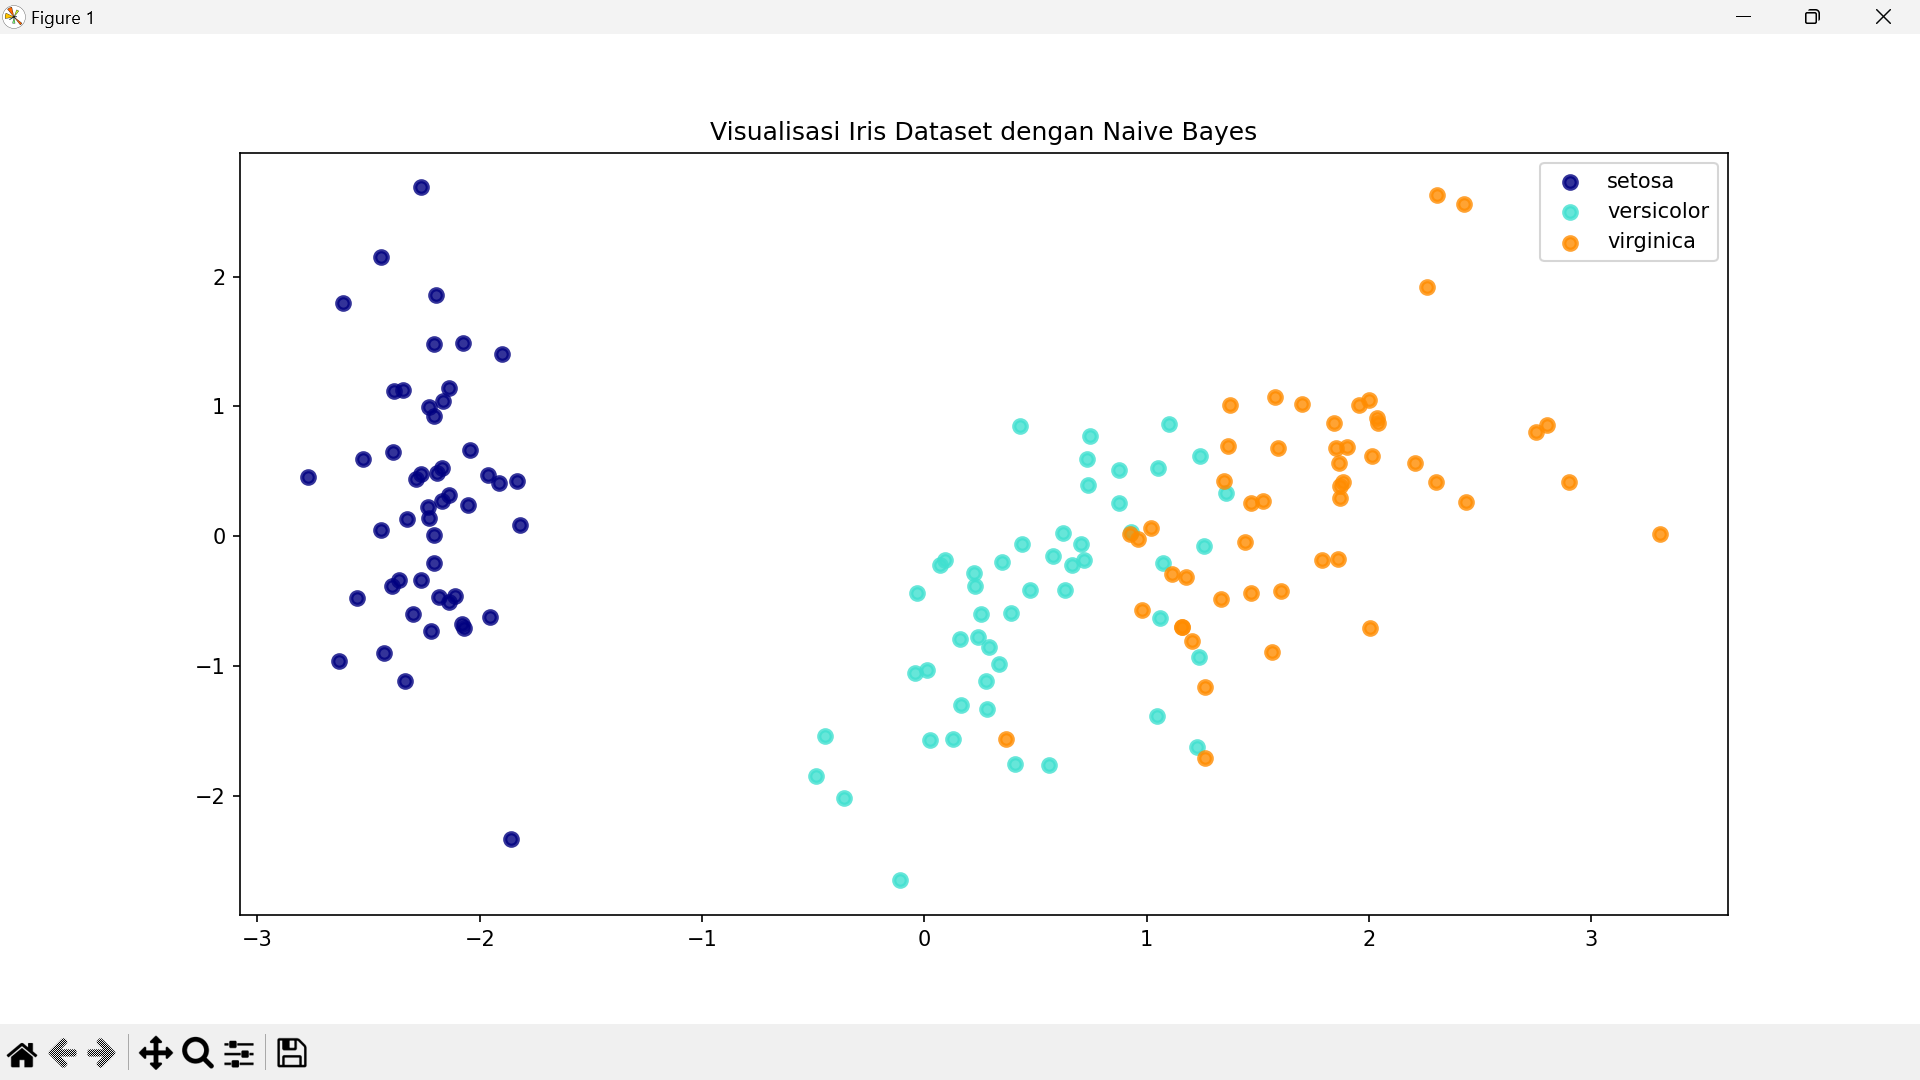 Figure 1
Visualisasi Iris Dataset dengan Naive Bayes
setosa
versicolor
virginica
2
1
0
−1
−2
−3 −2 −1 0 1 2 3